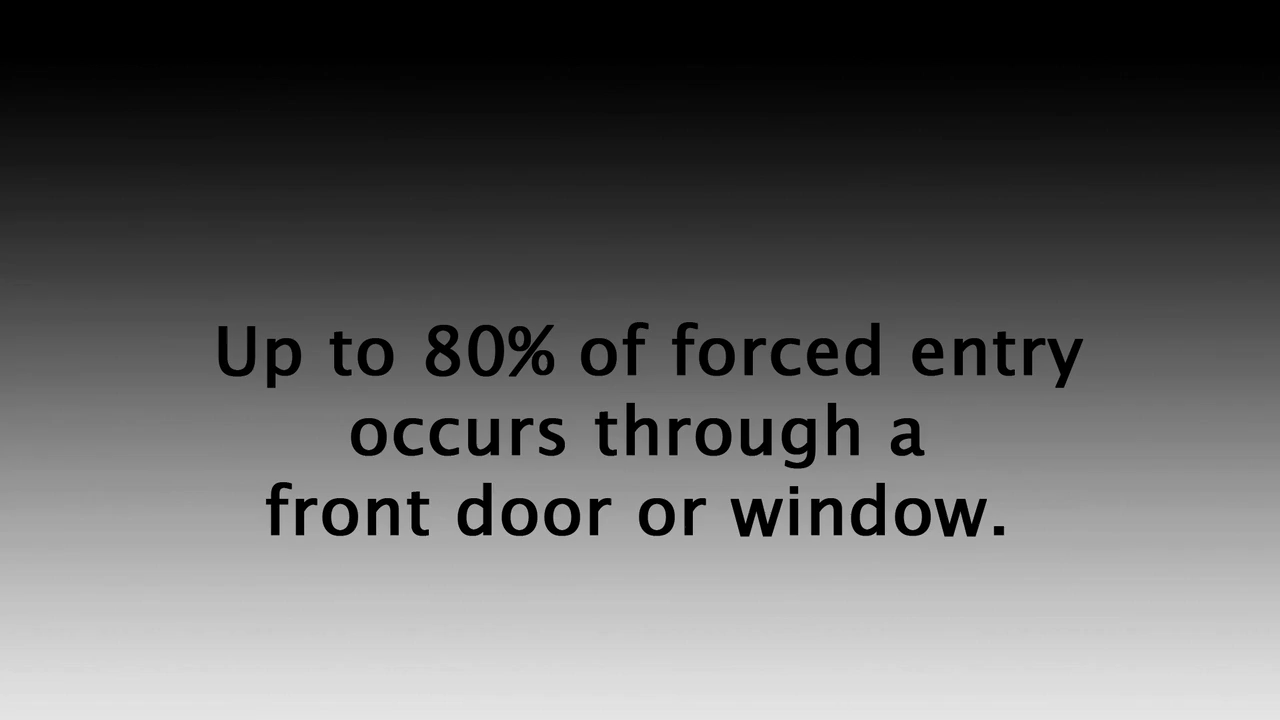 Up to 80% of forced entry
occurs through a
front door or window.